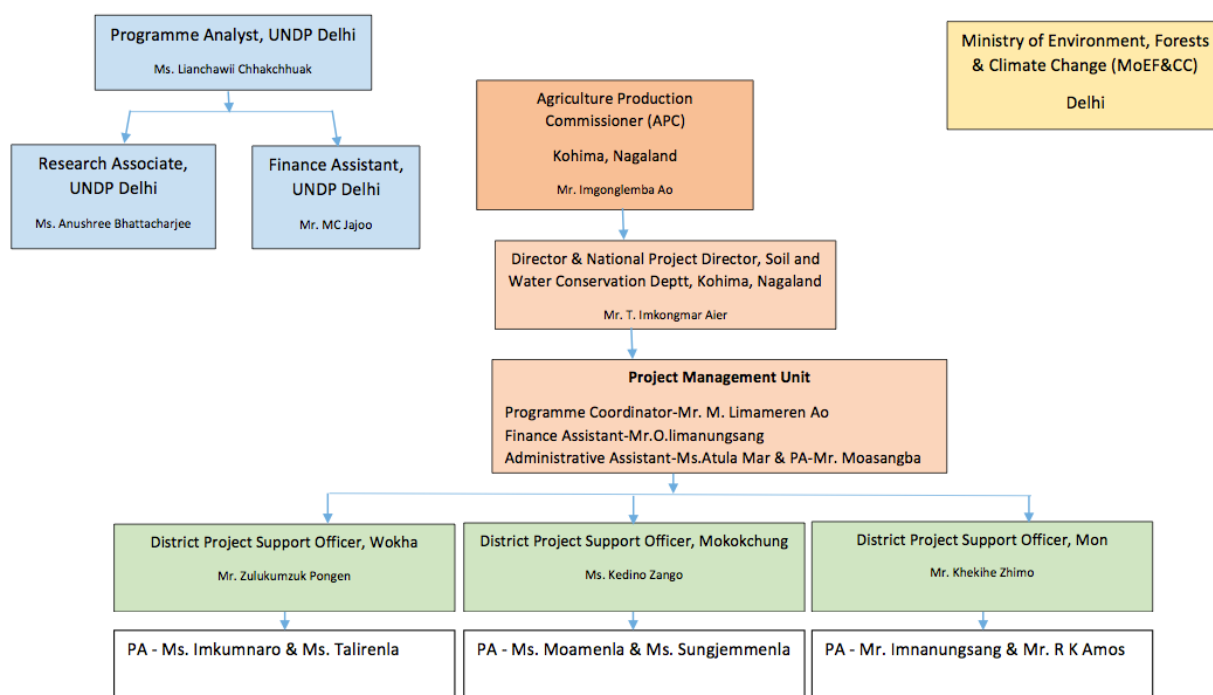 Programme Analyst, UNDP Delhi
Ms. Lianchawii Chhakchhuak
Research Associate,
UNDP Delhi
Ms. Anushree Bhattacharjee
Finance Assistant,
UNDP Delhi
Mr. MC Jajoo
Agriculture Production
Commissioner (APC)
Kohima, Nagaland
Mr. Imgonglemba Ao
Ministry of Environment, Forests
& Climate Change (MoEF&CC)
Delhi
Director & National Project Director, Soil and
Water Conservation Deptt, Kohima, Nagaland
Mr. T. Imkongmar Aier
Project Management Unit
Programme Coordinator-Mr. M. Limameren Ao
Finance Assistant-Mr.O.limanungsang
Administrative Assistant-Ms.Atula Mar & PA-Mr. Moasangba
District Project Support Officer, Wokha
Mr. Zulukumzuk Pongen
District Project Support Officer, Mokokchung
Ms. Kedino Zango
District Project Support Officer, Mon
Mr. Khekihe Zhimo
PA - Ms. Imkumnaro & Ms. Talirenla
PA - Ms. Moamenla & Ms. Sungjemmenla
PA - Mr. Imnanungsang & Mr. R K Amos